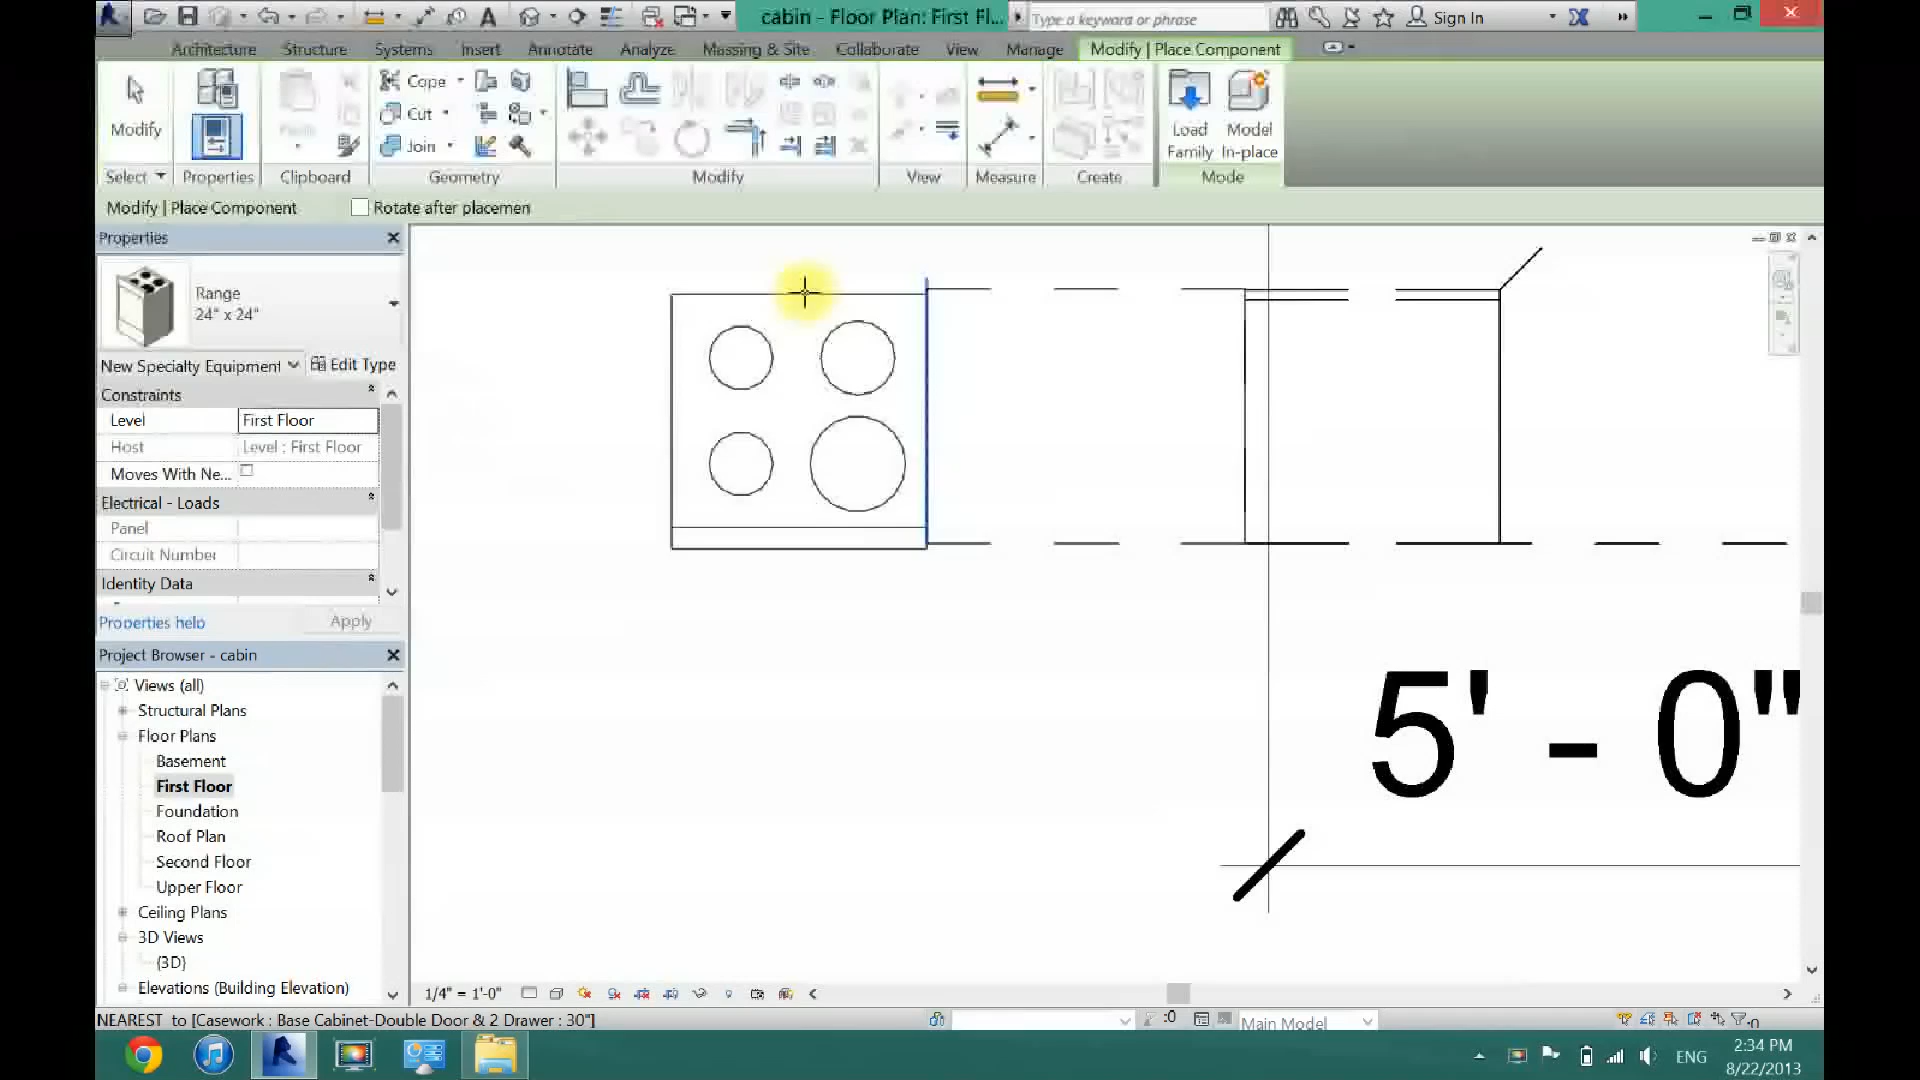 cabin - Floor Plan: First Fl...
Type a keyword or phrase
Sign In
Architecture
Structure
Systems
Insert
Annotate
Analyze
Massing & Site
Collaborate
View
Manage
Modify | Place Component
Modify
Cope
Cut
Join
Load
Family
Model
In-place
Select
Properties
Clipboard
Geometry
Modify
View
Measure
Create
Mode
Modify | Place Component
Rotate after placemen
Properties
Range
24" x 24"
New Specialty Equipment
Edit Type
Constraints
Level
First Floor
Host
Level : First Floor
Moves With Ne...
Electrical - Loads
Panel
Circuit Number
Identity Data
Properties help
Apply
Project Browser - cabin
Views (all)
Structural Plans
Floor Plans
Basement
First Floor
Foundation
Roof Plan
Second Floor
Upper Floor
Ceiling Plans
3D Views
{3D}
Elevations (Building Elevation)
5' - 0"
1/4" = 1'-0"
NEAREST to [Casework : Base Cabinet-Double Door & 2 Drawer : 30"]
:0
Main Model
:0
ENG
2:34 PM
8/22/2013